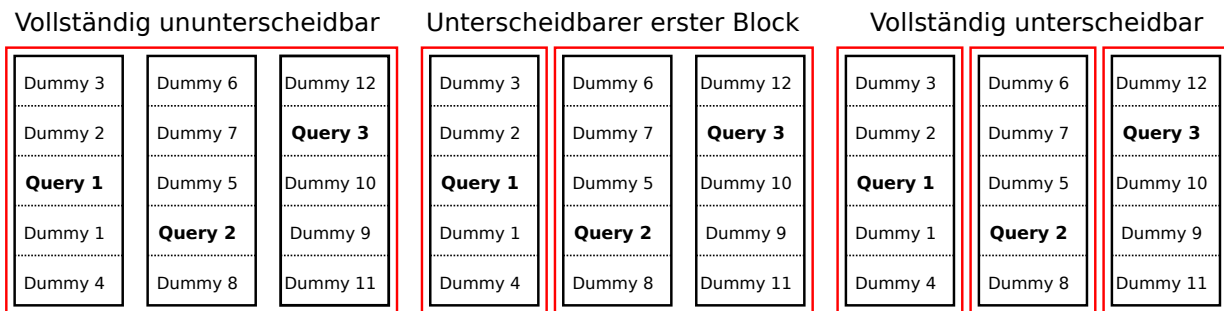 Vollständig ununterscheidbar
Dummy 3 Dummy 6 Dummy 12
Dummy 2 Dummy 7 Query 3
Query 1 Dummy 5 Dummy 10
Dummy 1 Query 2 Dummy 9
Dummy 4 Dummy 8 Dummy 11
Unterscheidbarer erster Block
Dummy 3 Dummy 6 Dummy 12
Dummy 2 Dummy 7 Query 3
Query 1 Dummy 5 Dummy 10
Dummy 1 Query 2 Dummy 9
Dummy 4 Dummy 8 Dummy 11
Vollständig unterscheidbar
Dummy 3 Dummy 6 Dummy 12
Dummy 2 Dummy 7 Query 3
Query 1 Dummy 5 Dummy 10
Dummy 1 Query 2 Dummy 9
Dummy 4 Dummy 8 Dummy 11